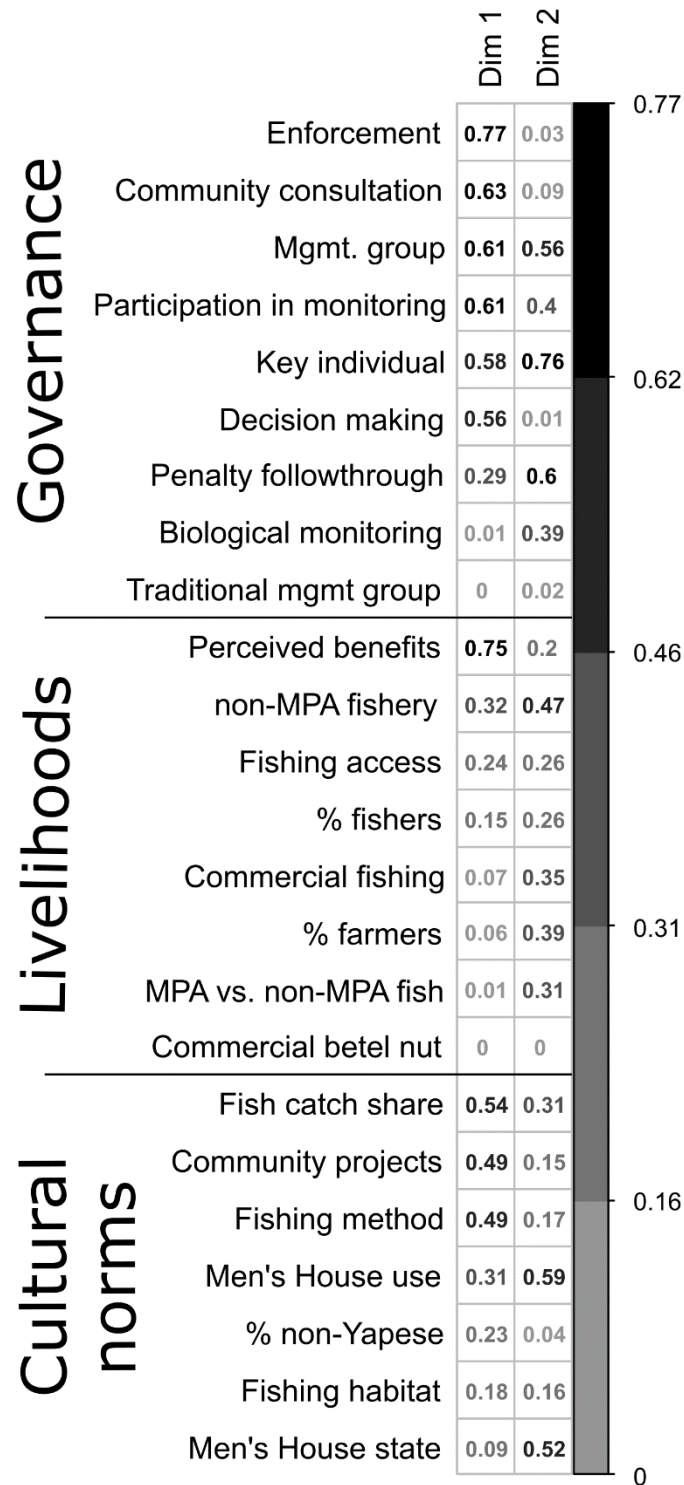 Dim 1 Dim 2
Governance
Enforcement 0.77 0.03
Community consultation 0.63 0.09
Mgmt. group 0.61 0.56
Participation in monitoring 0.61 0.4
Key individual 0.58 0.76
Decision making 0.56 0.01
Penalty followthrough 0.29 0.6
Biological monitoring 0.01 0.39
Traditional mgmt group 0 0.02
Livelihoods
Perceived benefits 0.75 0.2
non-MPA fishery 0.32 0.47
Fishing access 0.24 0.26
% fishers 0.15 0.26
Commercial fishing 0.07 0.35
% farmers 0.06 0.39
MPA vs. non-MPA fish 0.01 0.31
Commercial betel nut 0 0
Cultural
norms
Fish catch share 0.54 0.31
Community projects 0.49 0.15
Fishing method 0.49 0.17
Men's House use 0.31 0.59
% non-Yapese 0.23 0.04
Fishing habitat 0.18 0.16
Men's House state 0.09 0.52
0.77
0.62
0.46
0.31
0.16
0